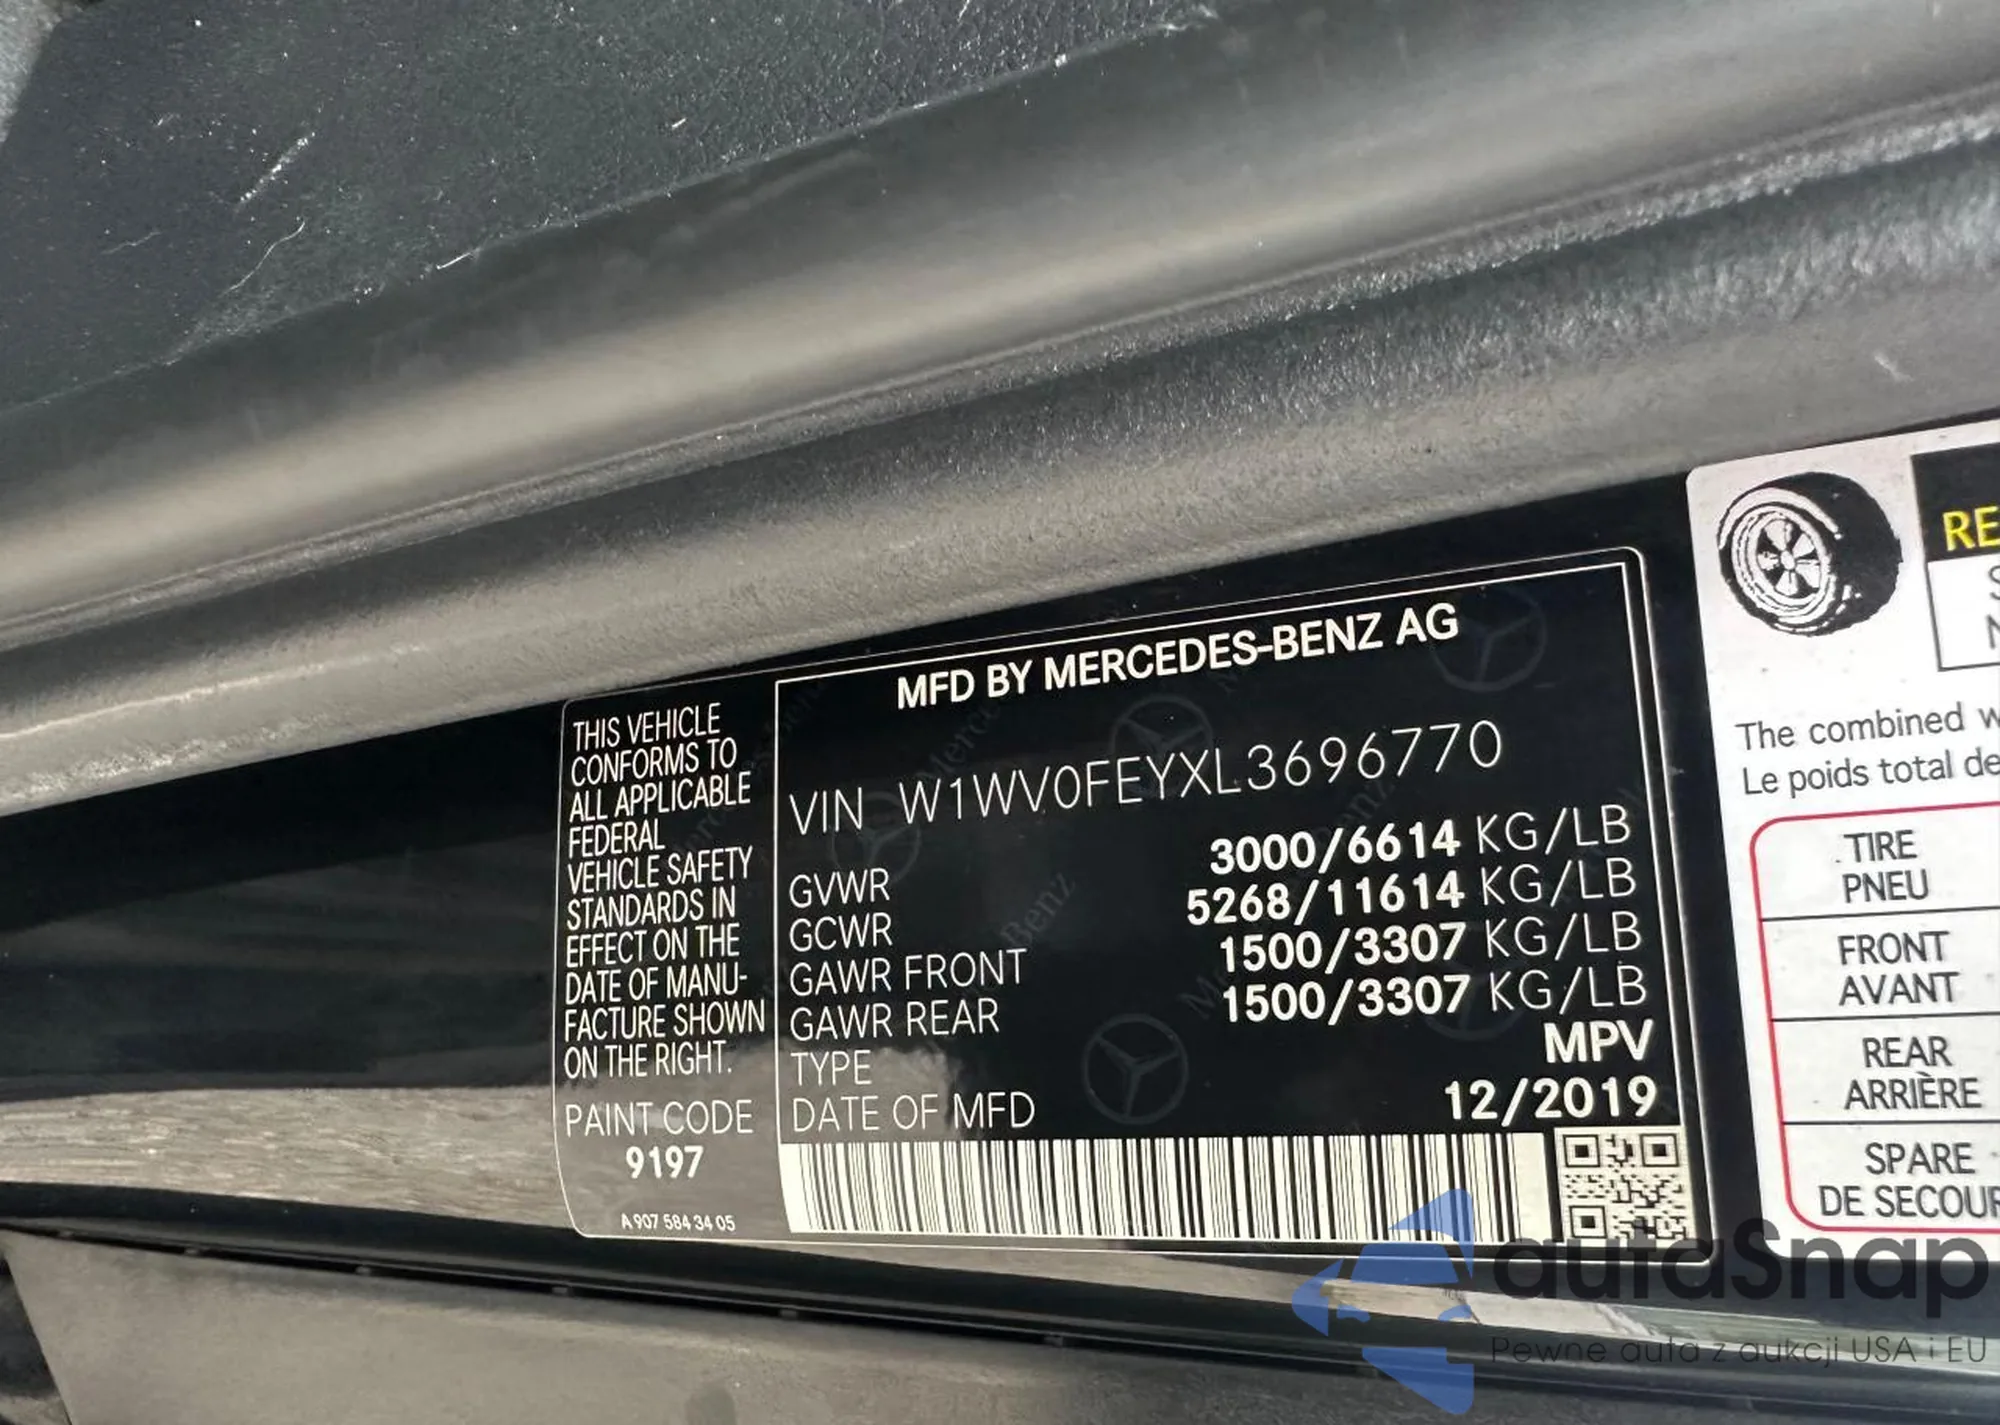 MFD BY MERCEDES-BENZ AG
THIS VEHICLE
CONFORMS TO
ALL APPLICABLE
FEDERAL
VEHICLE SAFETY
STANDARDS IN
EFFECT ON THE
DATE OF MANU-
FACTURE SHOWN
ON THE RIGHT.
PAINT CODE
9197
A 907 584 34 05
VIN W1WV0FEYXL3696770
GVWR 3000/6614 KG/LB
GCWR 5268/11614 KG/LB
GAWR FRONT 1500/3307 KG/LB
GAWR REAR 1500/3307 KG/LB
TYPE MPV
DATE OF MFD 12/2019
The combined
Le poids total de
TIRE
PNEU
FRONT
AVANT
REAR
ARRIÈRE
SPARE
DE SECOUR
autaSnap
Pewne auta z aukcji USA i EU